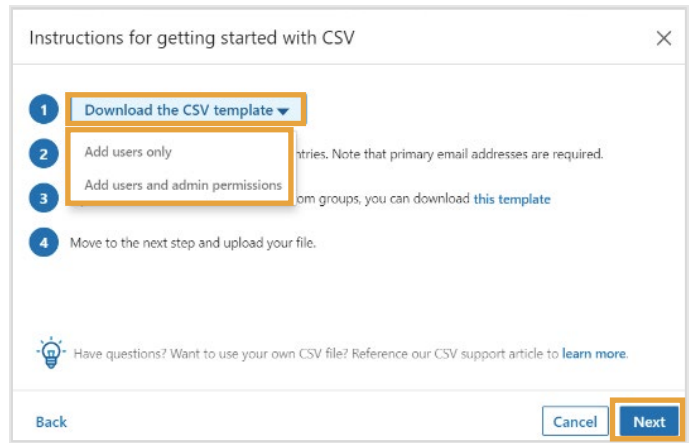 Instructions for getting started with CSV
1 Download the CSV template
Add users only
Add users and admin permissions
2 ntries. Note that primary email addresses are required.
3 om groups, you can download this template
4 Move to the next step and upload your file.
Have questions? Want to use your own CSV file? Reference our CSV support article to learn more.
Back Cancel Next